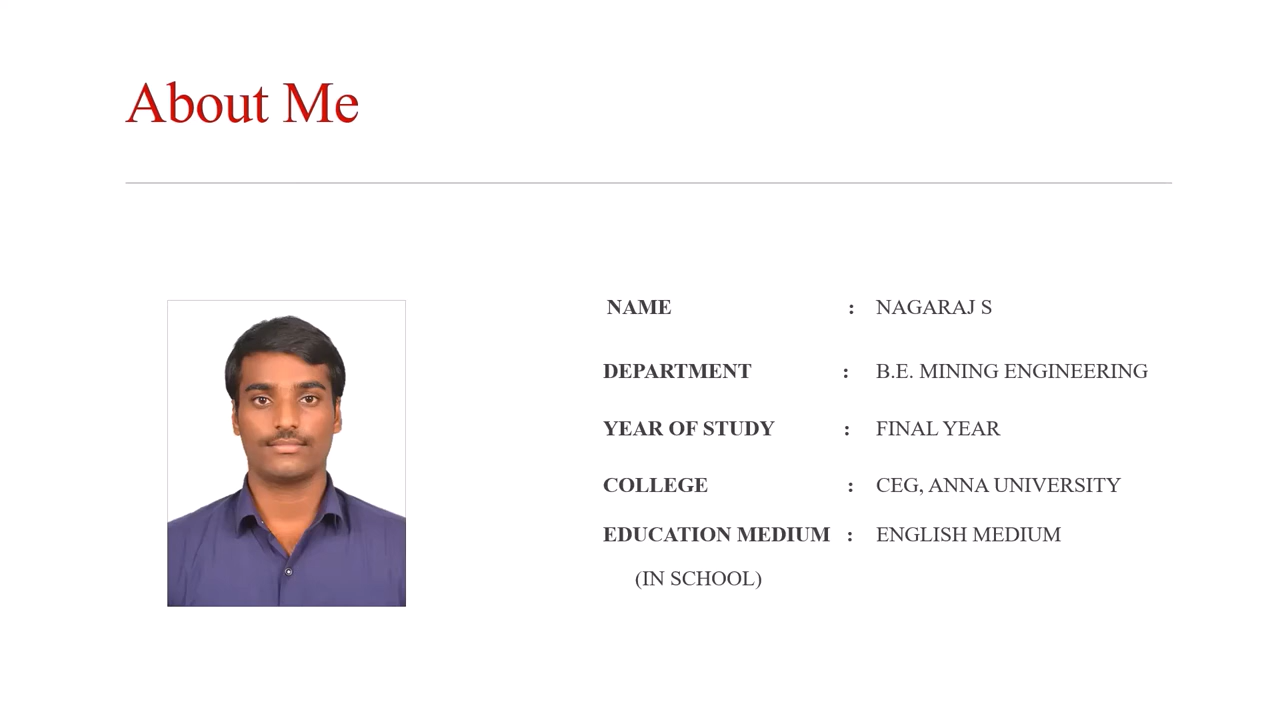 About Me
NAME : NAGARAJ S
DEPARTMENT : B.E. MINING ENGINEERING
YEAR OF STUDY : FINAL YEAR
COLLEGE : CEG, ANNA UNIVERSITY
EDUCATION MEDIUM : ENGLISH MEDIUM
(IN SCHOOL)